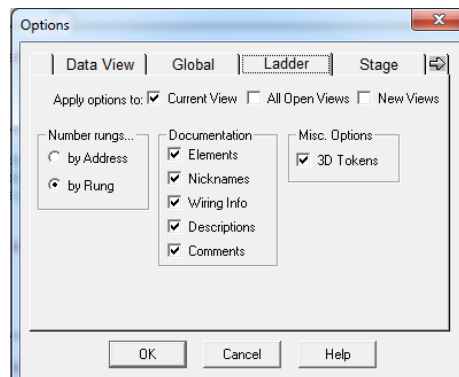 Options
Data View Global Ladder Stage
Apply options to: Current View All Open Views New Views
Number rungs... Documentation Misc. Options
by Address Elements 3D Tokens
by Rung Nicknames
Wiring Info
Descriptions
Comments
OK Cancel Help